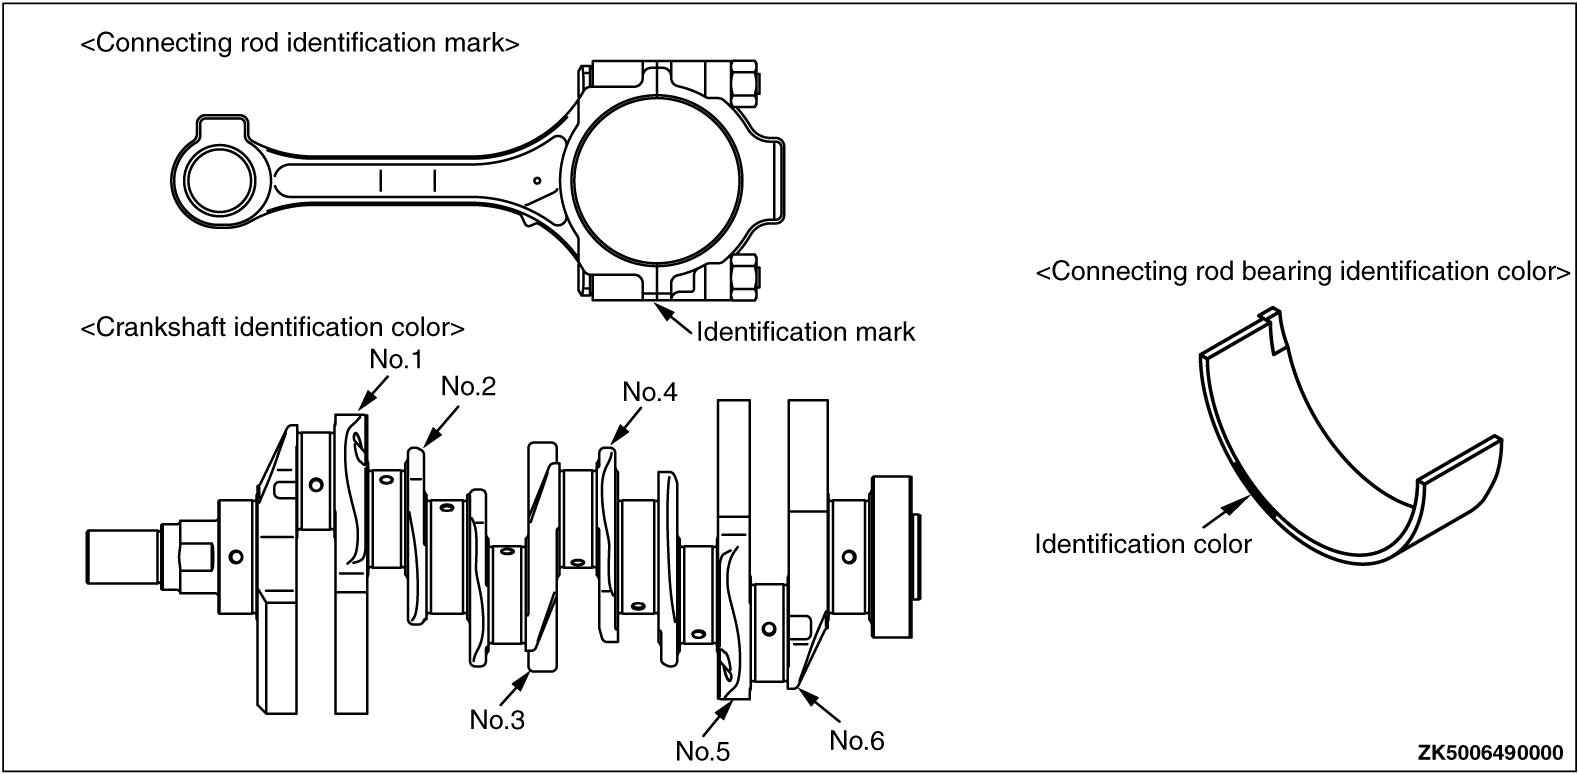 <Connecting rod identification mark>
Identification mark
<Crankshaft identification color>
No.1
No.2
No.4
No.3
No.5
No.6
<Connecting rod bearing identification color>
Identification color
ZK5006490000